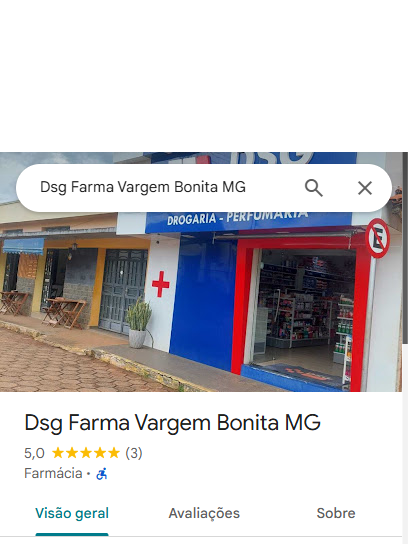 DSG
Dsg Farma Vargem Bonita MG
DROGARIA - PERFUMARIA
E
Dsg Farma Vargem Bonita MG
5,0 (3)
Farmácia ·
Visão geral Avaliações Sobre